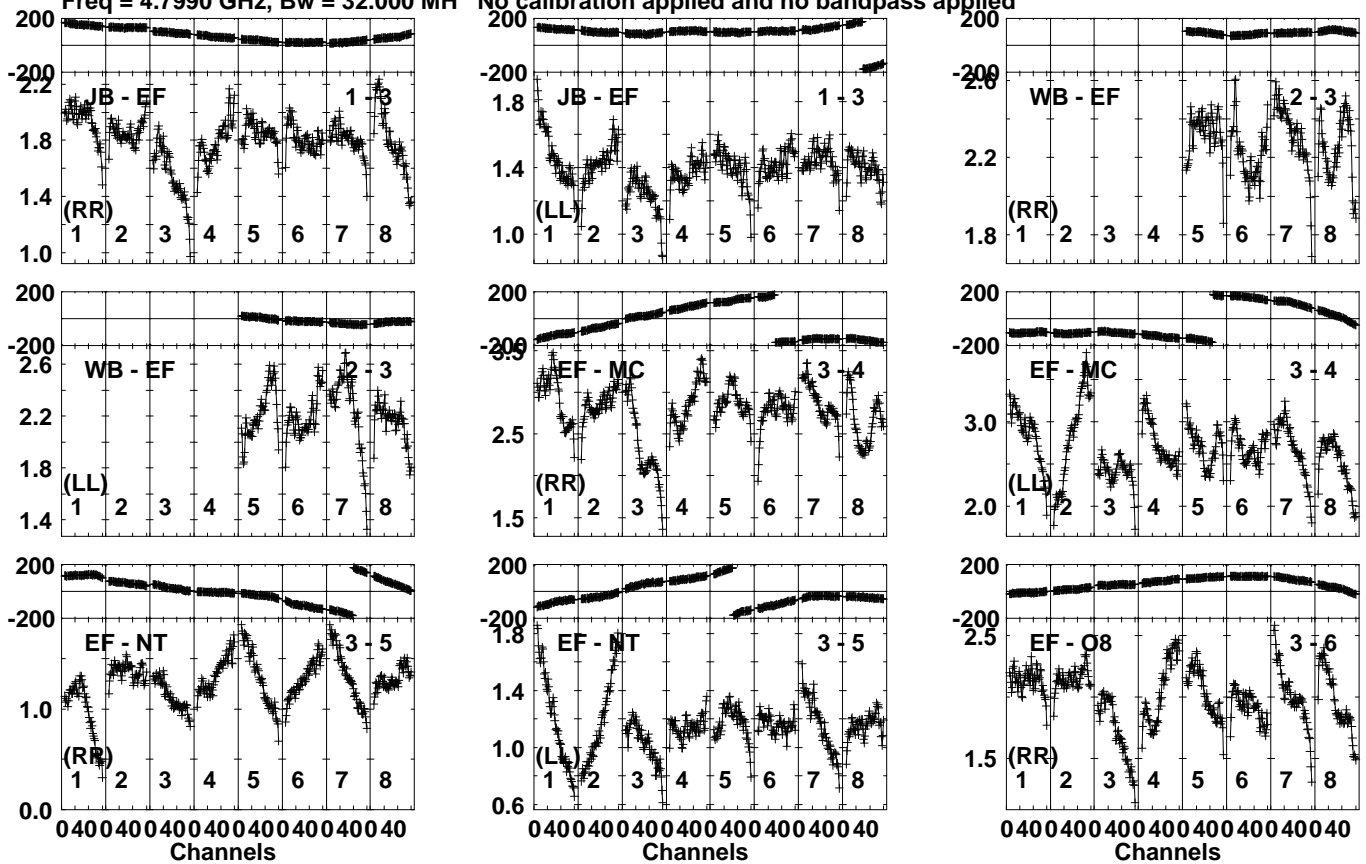 Freq = 4.7990 GHz, Bw = 32.000 MH No calibration applied and no bandpass applied
200
-200
2.2
1.8
1.4
1.0
JB - EF
1 - 3
(RR)
1 2 3 4 5 6 7 8
-200
200
1.8
1.4
1.0
JB - EF
1 - 3
(LL)
1 2 3 4 5 6 7 8
200
-200
2.6
2.2
1.8
WB - EF
2 - 3
(RR)
1 2 3 4 5 6 7 8
200
-200
2.6
2.2
1.8
1.4
WB - EF
2 - 3
(LL)
1 2 3 4 5 6 7 8
200
-200
3.5
2.5
1.5
EF - MC
3 - 4
(RR)
1 2 3 4 5 6 7 8
200
-200
3.0
2.0
EF - MC
3 - 4
(LL)
1 2 3 4 5 6 7 8
200
-200
1.0
0.0
EF - NT
3 - 5
(RR)
1 2 3 4 5 6 7 8
0 40 0 40 0 40 0 40 0 40 0 40 0 40 0 40
Channels
200
-200
1.8
1.4
1.0
0.6
EF - NT
3 - 5
(LL)
1 2 3 4 5 6 7 8
0 40 0 40 0 40 0 40 0 40 0 40 0 40 0 40
Channels
200
-200
2.5
1.5
EF - O8
3 - 6
(RR)
1 2 3 4 5 6 7 8
0 40 0 40 0 40 0 40 0 40 0 40 0 40 0 40
Channels